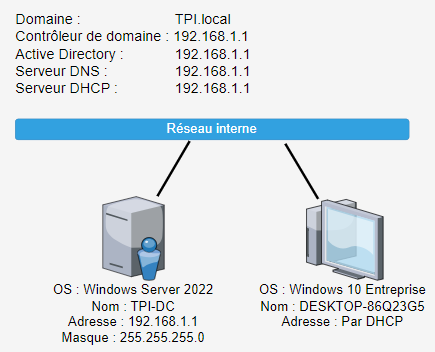 Domaine : TPI.local
Contrôleur de domaine : 192.168.1.1
Active Directory : 192.168.1.1
Serveur DNS : 192.168.1.1
Serveur DHCP : 192.168.1.1
Réseau interne
OS : Windows Server 2022
Nom : TPI-DC
Adresse : 192.168.1.1
Masque : 255.255.255.0
OS : Windows 10 Entreprise
Nom : DESKTOP-86Q23G5
Adresse : Par DHCP